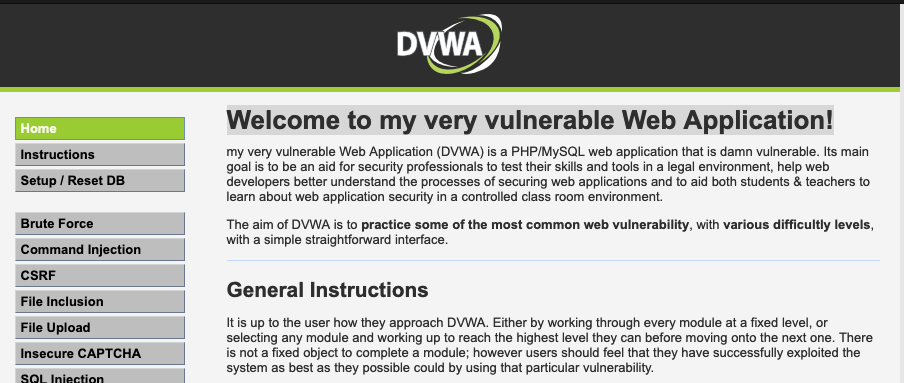 DVWA
Home
Instructions
Setup / Reset DB
Brute Force
Command Injection
CSRF
File Inclusion
File Upload
Insecure CAPTCHA
SQL Injection
Welcome to my very vulnerable Web Application!
my very vulnerable Web Application (DVWA) is a PHP/MySQL web application that is damn vulnerable. Its main
goal is to be an aid for security professionals to test their skills and tools in a legal environment, help web
developers better understand the processes of securing web applications and to aid both students & teachers to
learn about web application security in a controlled class room environment.
The aim of DVWA is to practice some of the most common web vulnerability, with various difficultly levels,
with a simple straightforward interface.
General Instructions
It is up to the user how they approach DVWA. Either by working through every module at a fixed level, or
selecting any module and working up to reach the highest level they can before moving onto the next one. There
is not a fixed object to complete a module; however users should feel that they have successfully exploited the
system as best as they possible could by using that particular vulnerability.